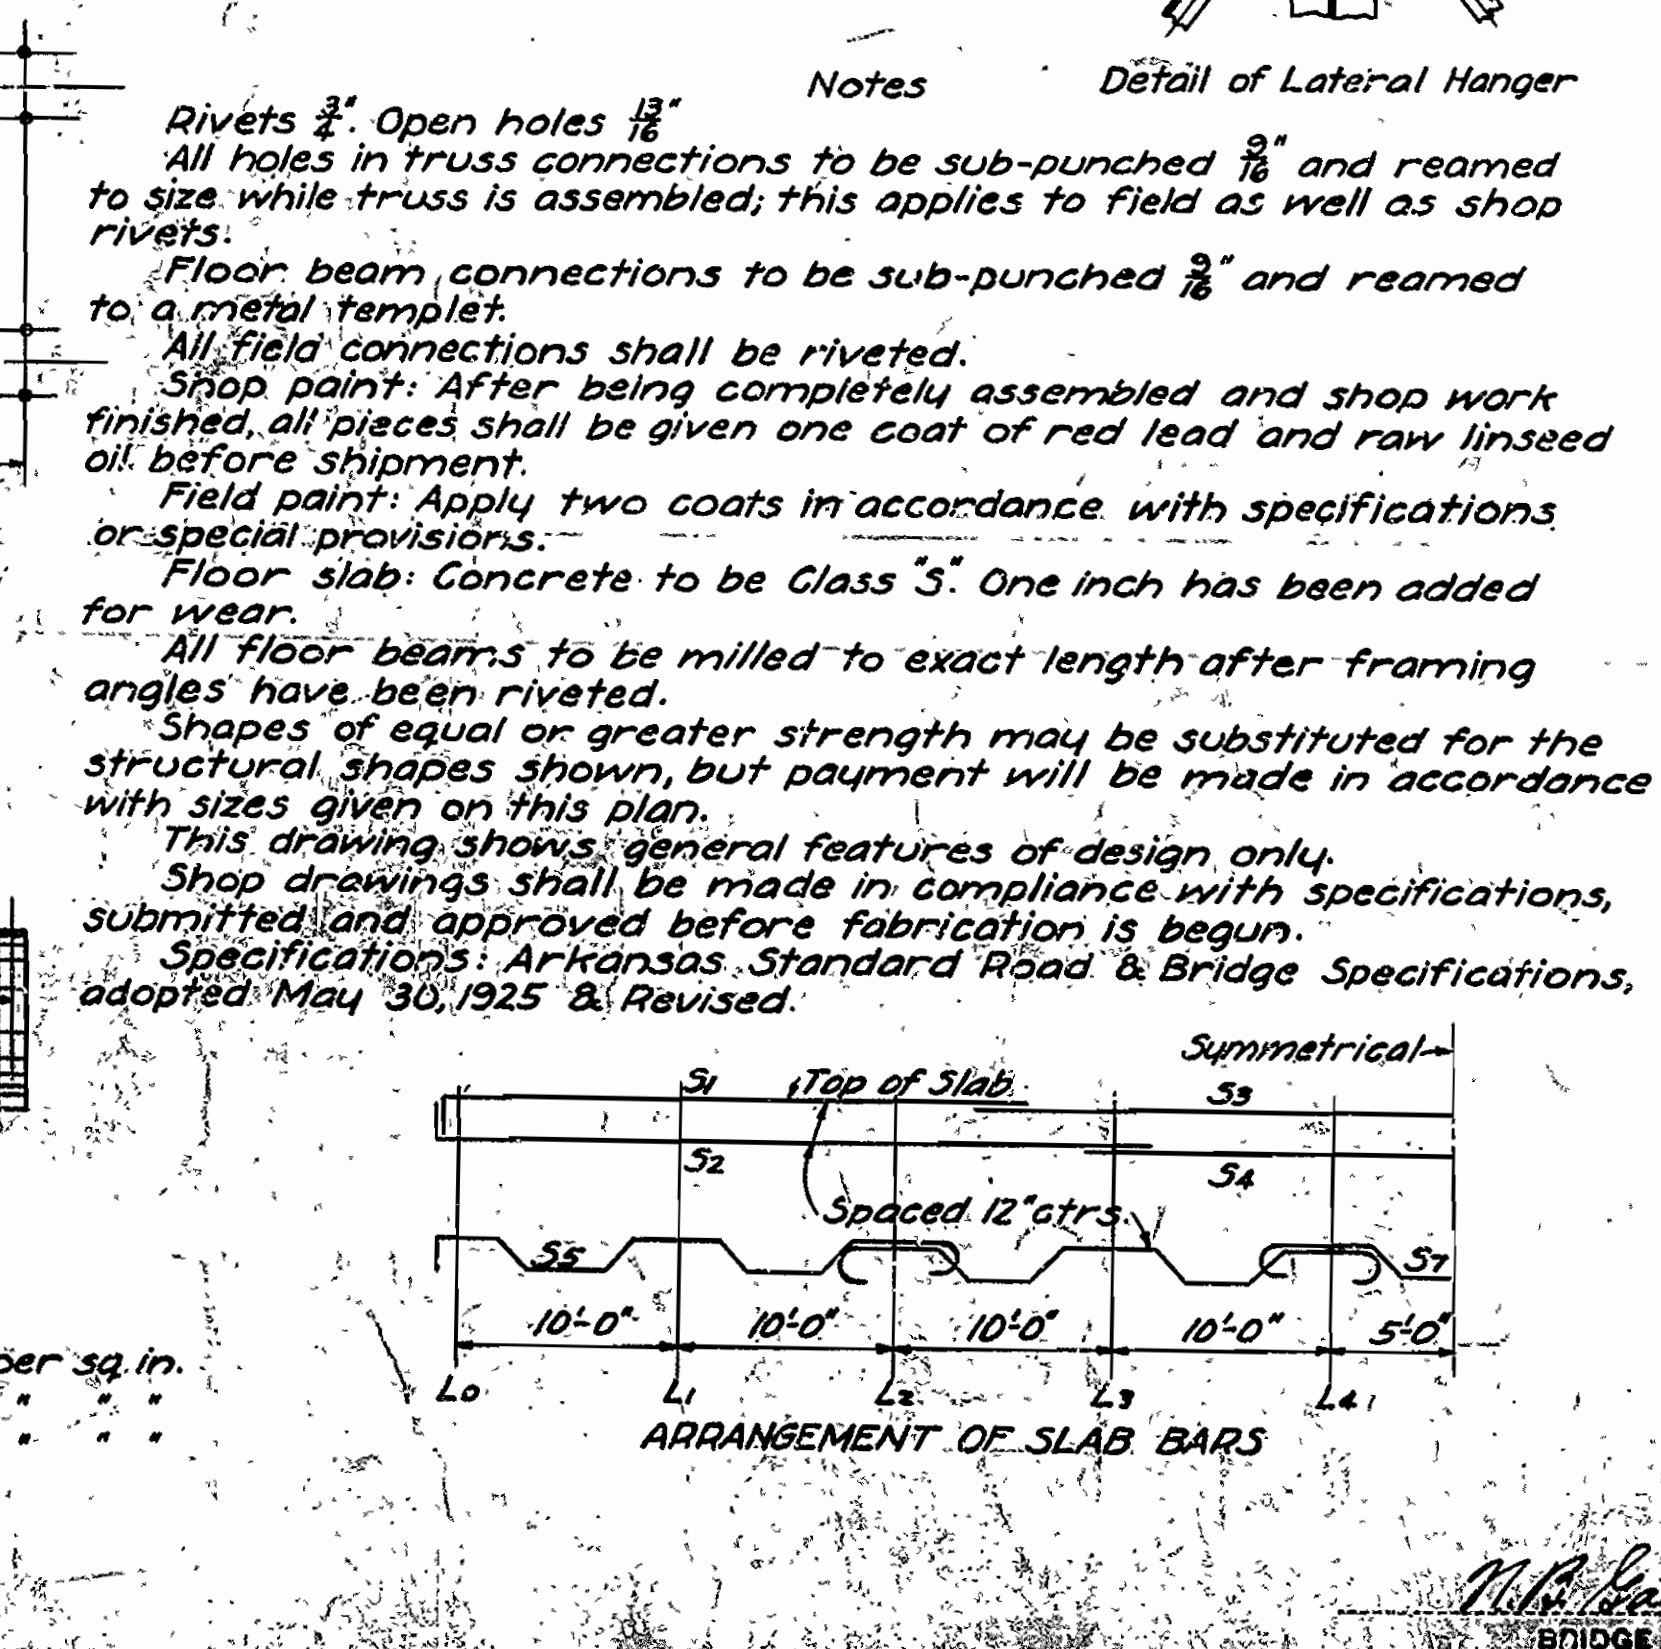 Notes
Detail of Lateral Hanger
Rivets 3/4". Open holes 13/16"
All holes in truss connections to be sub-punched 9/16" and reamed
to size while truss is assembled; this applies to field as well as shop
rivets.
Floor beam connections to be sub-punched 9/16" and reamed
to a metal templet.
All field connections shall be riveted.
Shop paint: After being completely assembled and shop work
finished, all pieces shall be given one coat of red lead and raw linseed
oil before shipment.
Field paint: Apply two coats in accordance with specifications
or special provisions.
Floor slab: Concrete to be Class "S". One inch has been added
for wear.
All floor beams to be milled to exact length after framing
angles have been riveted.
Shapes of equal or greater strength may be substituted for the
structural shapes shown, but payment will be made in accordance
with sizes given on this plan.
This drawing shows general features of design only.
Shop drawings shall be made in compliance with specifications,
submitted and approved before fabrication is begun.
Specifications: Arkansas Standard Road & Bridge Specifications,
adopted May 30, 1925 & Revised.
Symmetrical
S1 Top of Slab S3
S2 S4
Spaced 12" ctrs.
S5 S7
10'-0" 10'-0" 10'-0" 10'-0" 5'-0"
per sq. in.
" " "
" " "
L0 L1 L2 L3 L4
ARRANGEMENT OF SLAB BARS
N.B. Ga
BRIDGE